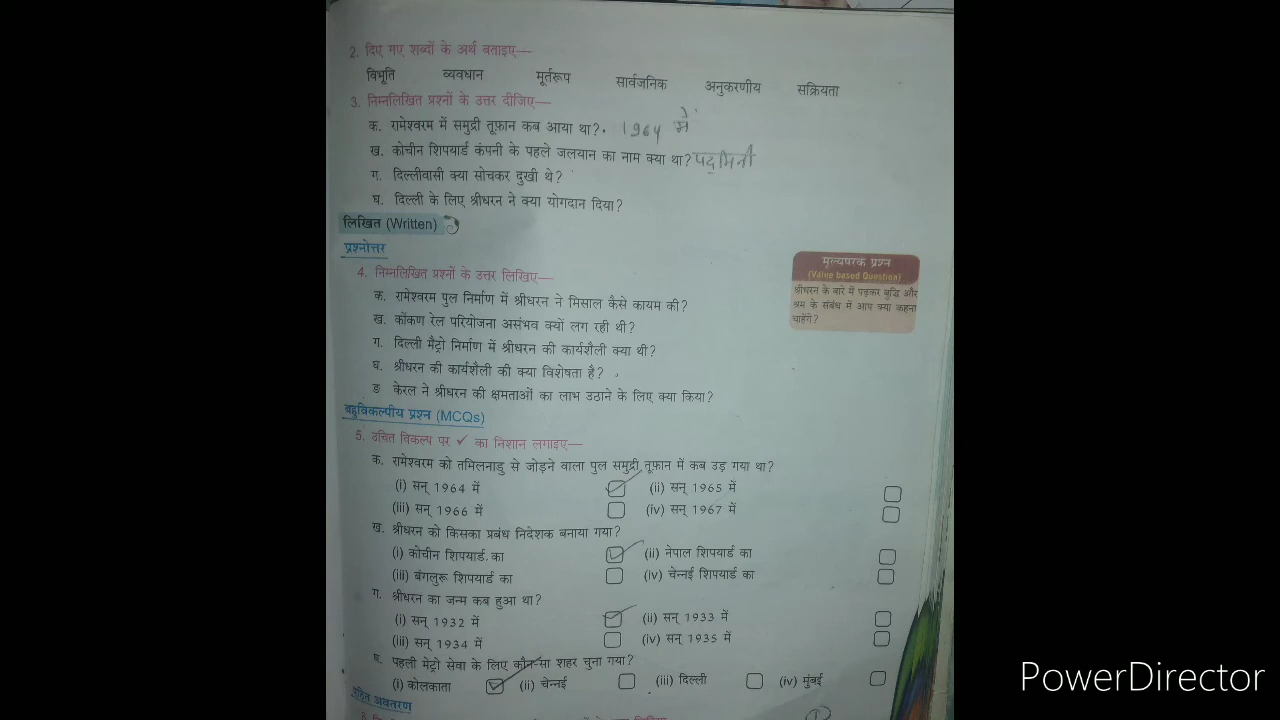 2. दिए गए शब्दों के अर्थ बताइए—
विभूति व्यवधान मूर्तरूप सार्वजनिक अनुकरणीय सक्रियता
3. निम्नलिखित प्रश्नों के उत्तर दीजिए—
क. रामेश्वरम में समुद्री तूफ़ान कब आया था? 1964 में
ख. कोचीन शिपयार्ड कंपनी के पहले जलयान का नाम क्या था? पद्मिनी
ग. दिल्लीवासी क्या सोचकर दुखी थे?
घ. दिल्ली के लिए श्रीधरन ने क्या योगदान दिया?
लिखित (Written)
प्रश्नोत्तर
4. निम्नलिखित प्रश्नों के उत्तर लिखिए—
क. रामेश्वरम पुल निर्माण में श्रीधरन ने मिसाल कैसे कायम की?
ख. कोंकण रेल परियोजना असंभव क्यों लग रही थी?
ग. दिल्ली मैट्रो निर्माण में श्रीधरन की कार्यशैली क्या थी?
घ. श्रीधरन की कार्यशैली की क्या विशेषता है?
ङ केरल ने श्रीधरन की क्षमताओं का लाभ उठाने के लिए क्या किया?
मूल्यपरक प्रश्न
(Value based Question)
श्रीधरन के बारे में पढ़कर बुद्धि और
श्रम के संबंध में आप क्या कहना
चाहेंगे?
बहुविकल्पीय प्रश्न (MCQs)
5. उचित विकल्प पर ✓ का निशान लगाइए—
क. रामेश्वरम को तमिलनाडु से जोड़ने वाला पुल समुद्री तूफ़ान में कब उड़ गया था?
(i) सन् 1964 में (ii) सन् 1965 में
(iii) सन् 1966 में (iv) सन् 1967 में
ख. श्रीधरन को किसका प्रबंध निदेशक बनाया गया?
(i) कोचीन शिपयार्ड का (ii) नेपाल शिपयार्ड का
(iii) बंगलुरू शिपयार्ड का (iv) चेन्नई शिपयार्ड का
ग. श्रीधरन का जन्म कब हुआ था?
(i) सन् 1932 में (ii) सन् 1933 में
(iii) सन् 1934 में (iv) सन् 1935 में
घ. पहली मेट्रो सेवा के लिए कौन-सा शहर चुना गया?
(i) कोलकाता (ii) चेन्नई (iii) दिल्ली (iv) मुंबई
पठित अवतरण
PowerDirector